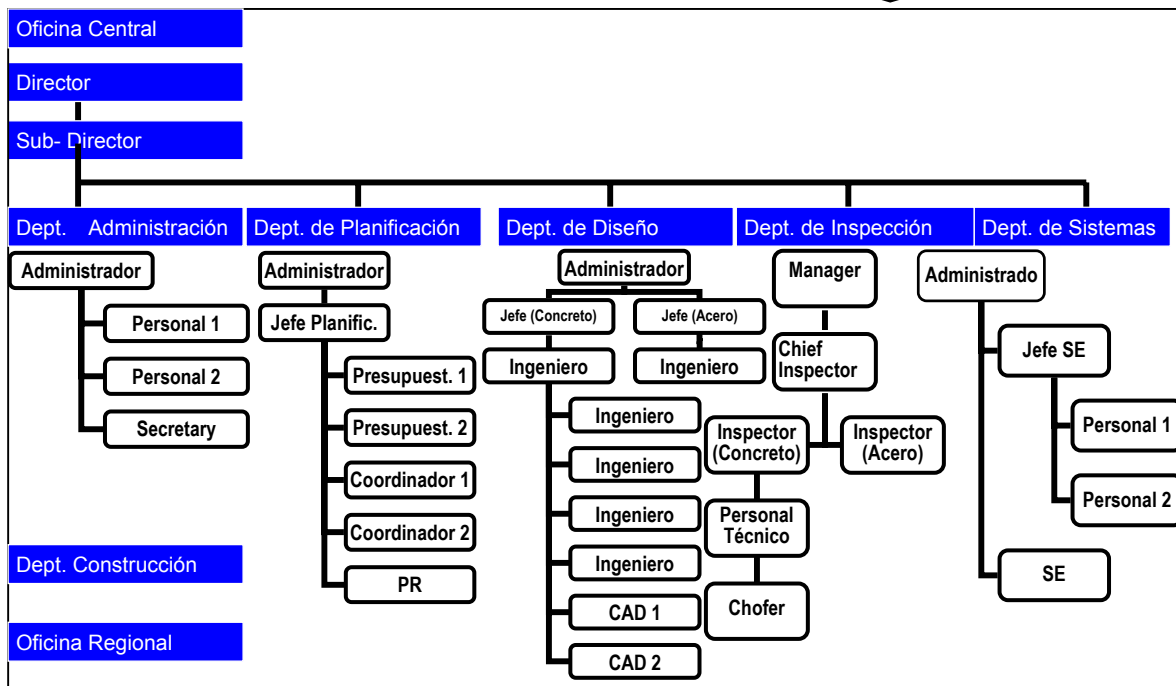 Oficina Central
Director
Sub- Director
Dept. Administración
Dept. de Planificación
Dept. de Diseño
Dept. de Inspección
Dept. de Sistemas
Administrador
Personal 1
Personal 2
Secretary
Administrador
Jefe Planific.
Presupuest. 1
Presupuest. 2
Coordinador 1
Coordinador 2
PR
Administrador
Jefe (Concreto)
Jefe (Acero)
Ingeniero
Ingeniero
Ingeniero
Ingeniero
Ingeniero
Ingeniero
CAD 1
CAD 2
Manager
Chief
Inspector
Inspector
(Concreto)
Inspector
(Acero)
Personal
Técnico
Chofer
Administrado
Jefe SE
Personal 1
Personal 2
SE
Dept. Construcción
Oficina Regional